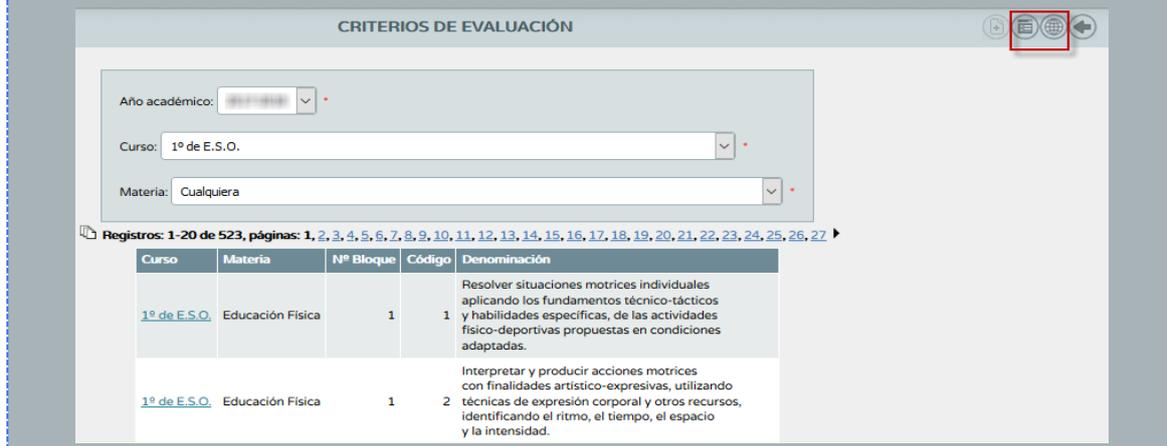 CRITERIOS DE EVALUACIÓN
Año académico: *
Curso: 1º de E.S.O. *
Materia: Cualquiera *
Registros: 1-20 de 523, páginas: 1, 2, 3, 4, 5, 6, 7, 8, 9, 10, 11, 12, 13, 14, 15, 16, 17, 18, 19, 20, 21, 22, 23, 24, 25, 26, 27
Curso Materia Nº Bloque Código Denominación
Resolver situaciones motrices individuales
aplicando los fundamentos técnico-tácticos
1º de E.S.O. Educación Física 1 1 y habilidades específicas, de las actividades
físico-deportivas propuestas en condiciones
adaptadas.
Interpretar y producir acciones motrices
con finalidades artístico-expresivas, utilizando
1º de E.S.O. Educación Física 1 2 técnicas de expresión corporal y otros recursos,
identificando el ritmo, el tiempo, el espacio
y la intensidad.